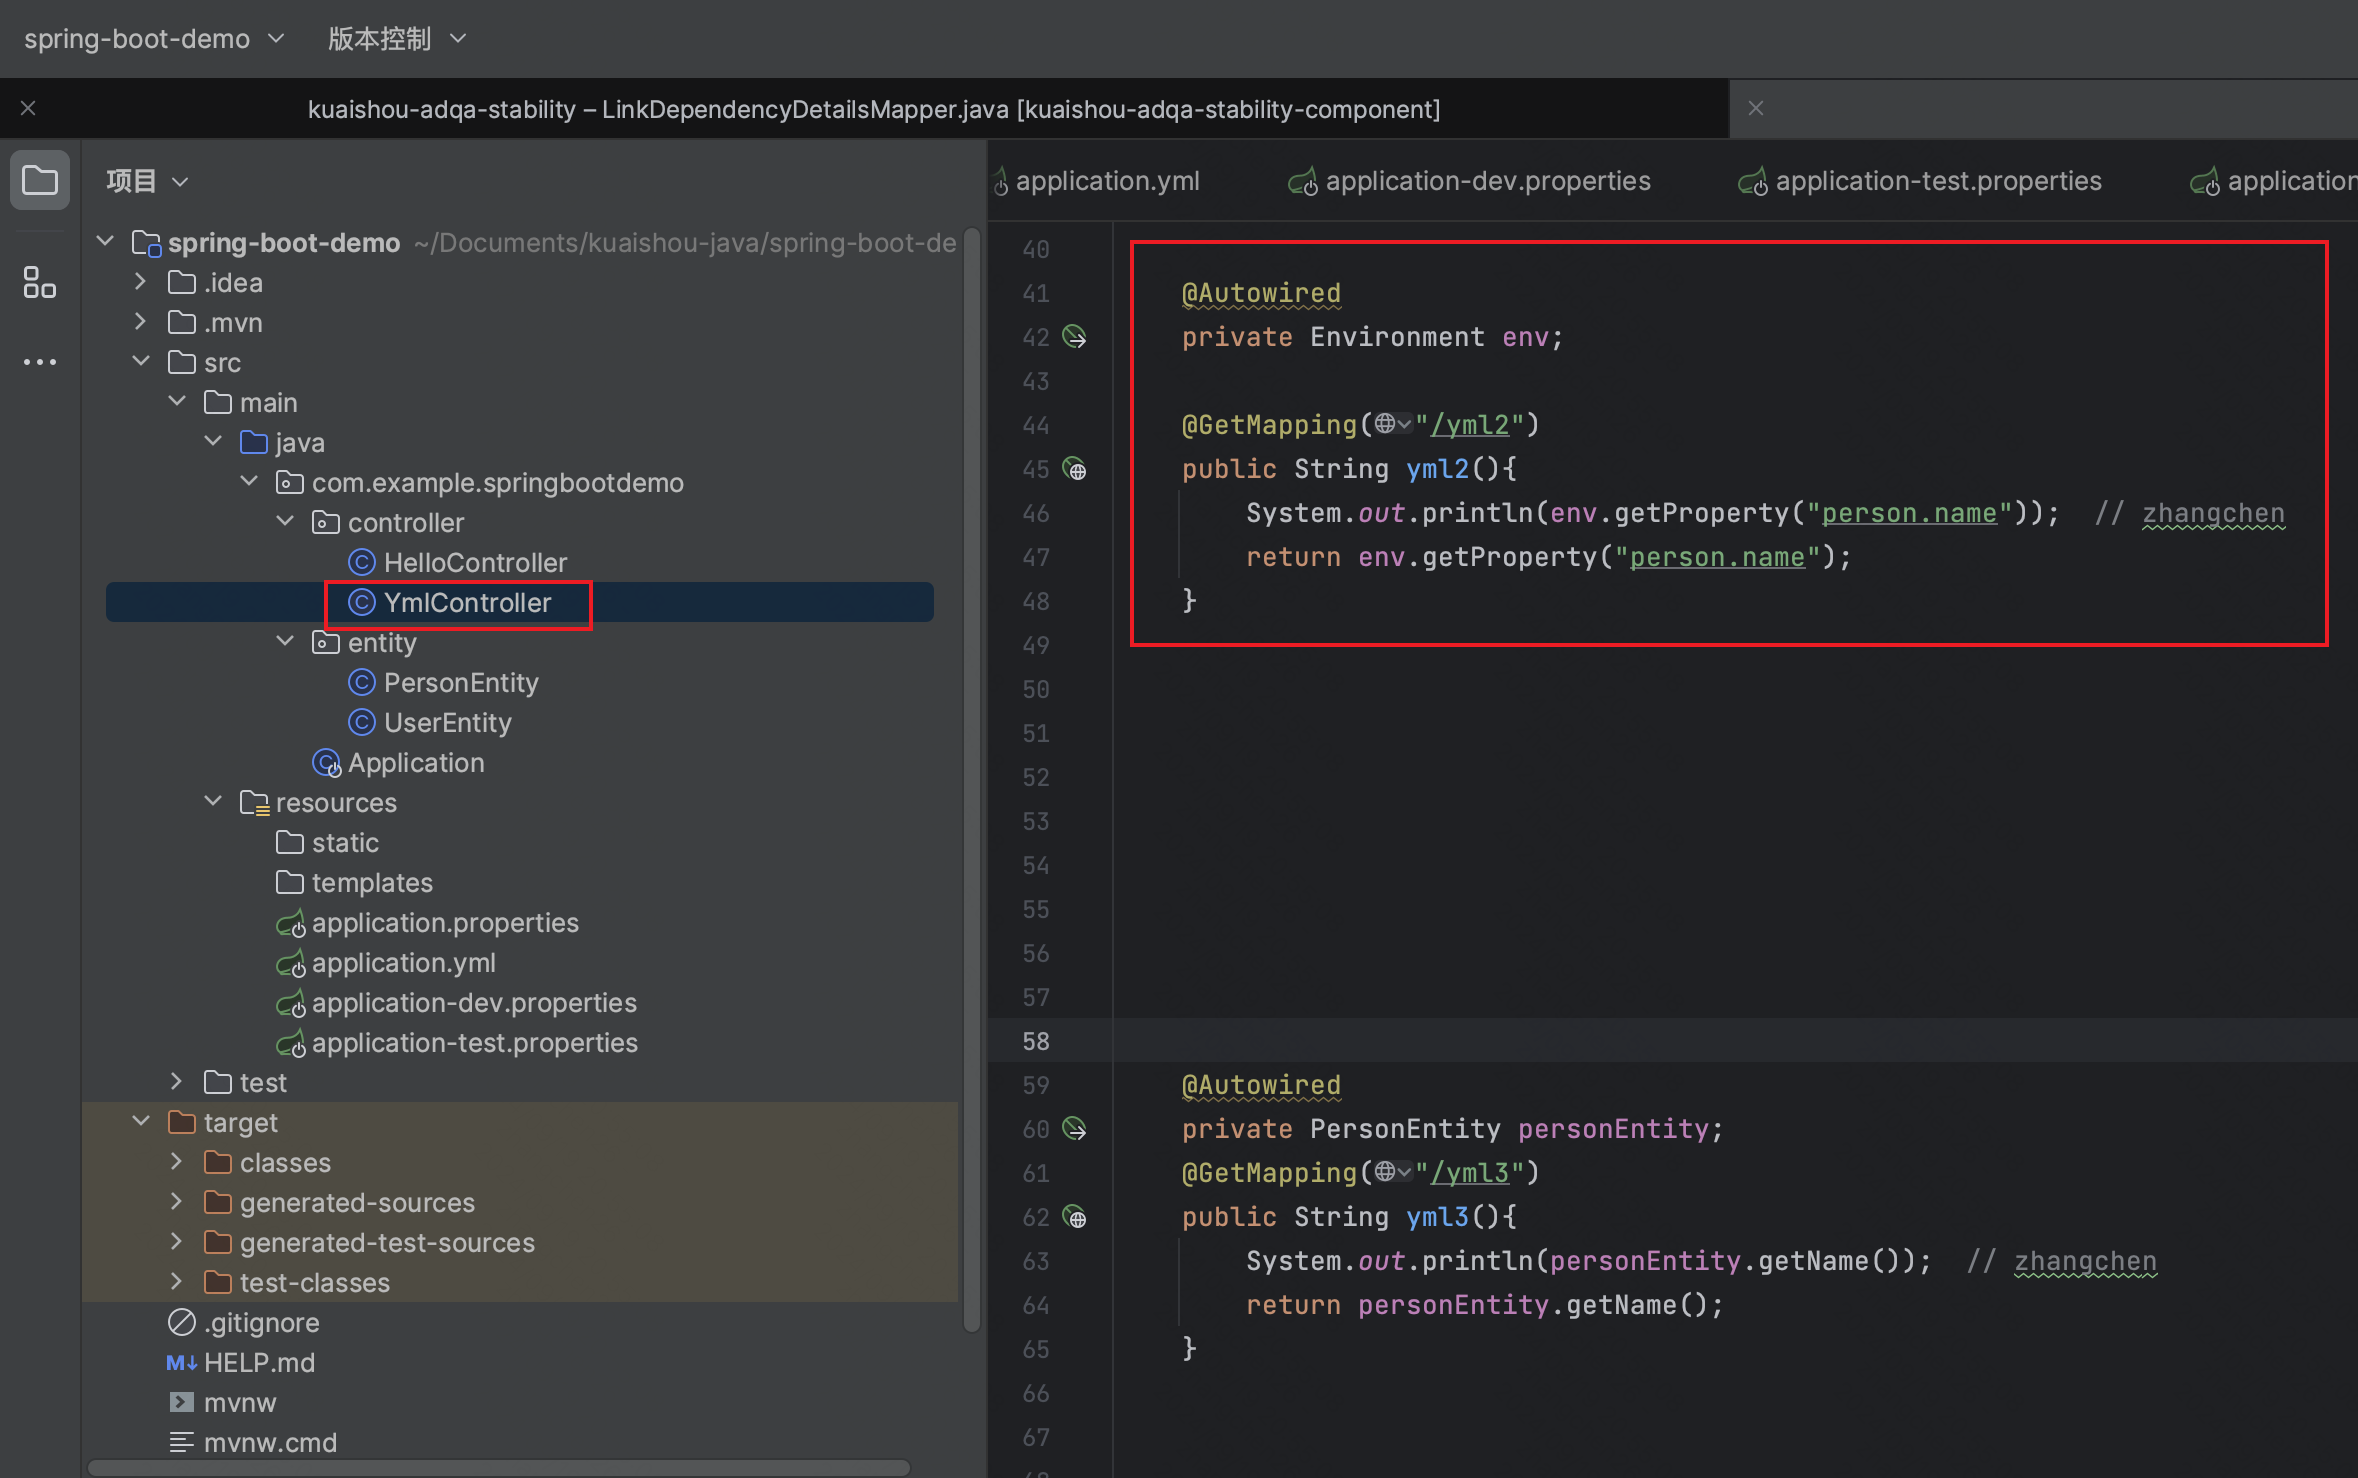 spring-boot-demo 版本控制
kuaishou-adqa-stability – LinkDependencyDetailsMapper.java [kuaishou-adqa-stability-component]
项目
spring-boot-demo ~/Documents/kuaishou-java/spring-boot-de
.idea
.mvn
src
main
java
com.example.springbootdemo
controller
HelloController
YmlController
entity
PersonEntity
UserEntity
Application
resources
static
templates
application.properties
application.yml
application-dev.properties
application-test.properties
test
target
classes
generated-sources
generated-test-sources
test-classes
.gitignore
M↓ HELP.md
mvnw
mvnw.cmd
application.yml application-dev.properties application-test.properties application
40
41 @Autowired
42 private Environment env;
43
44 @GetMapping("/yml2")
45 public String yml2(){
46 System.out.println(env.getProperty("person.name")); // zhangchen
47 return env.getProperty("person.name");
48 }
49
50
51
52
53
54
55
56
57
58
59 @Autowired
60 private PersonEntity personEntity;
61 @GetMapping("/yml3")
62 public String yml3(){
63 System.out.println(personEntity.getName()); // zhangchen
64 return personEntity.getName();
65 }
66
67